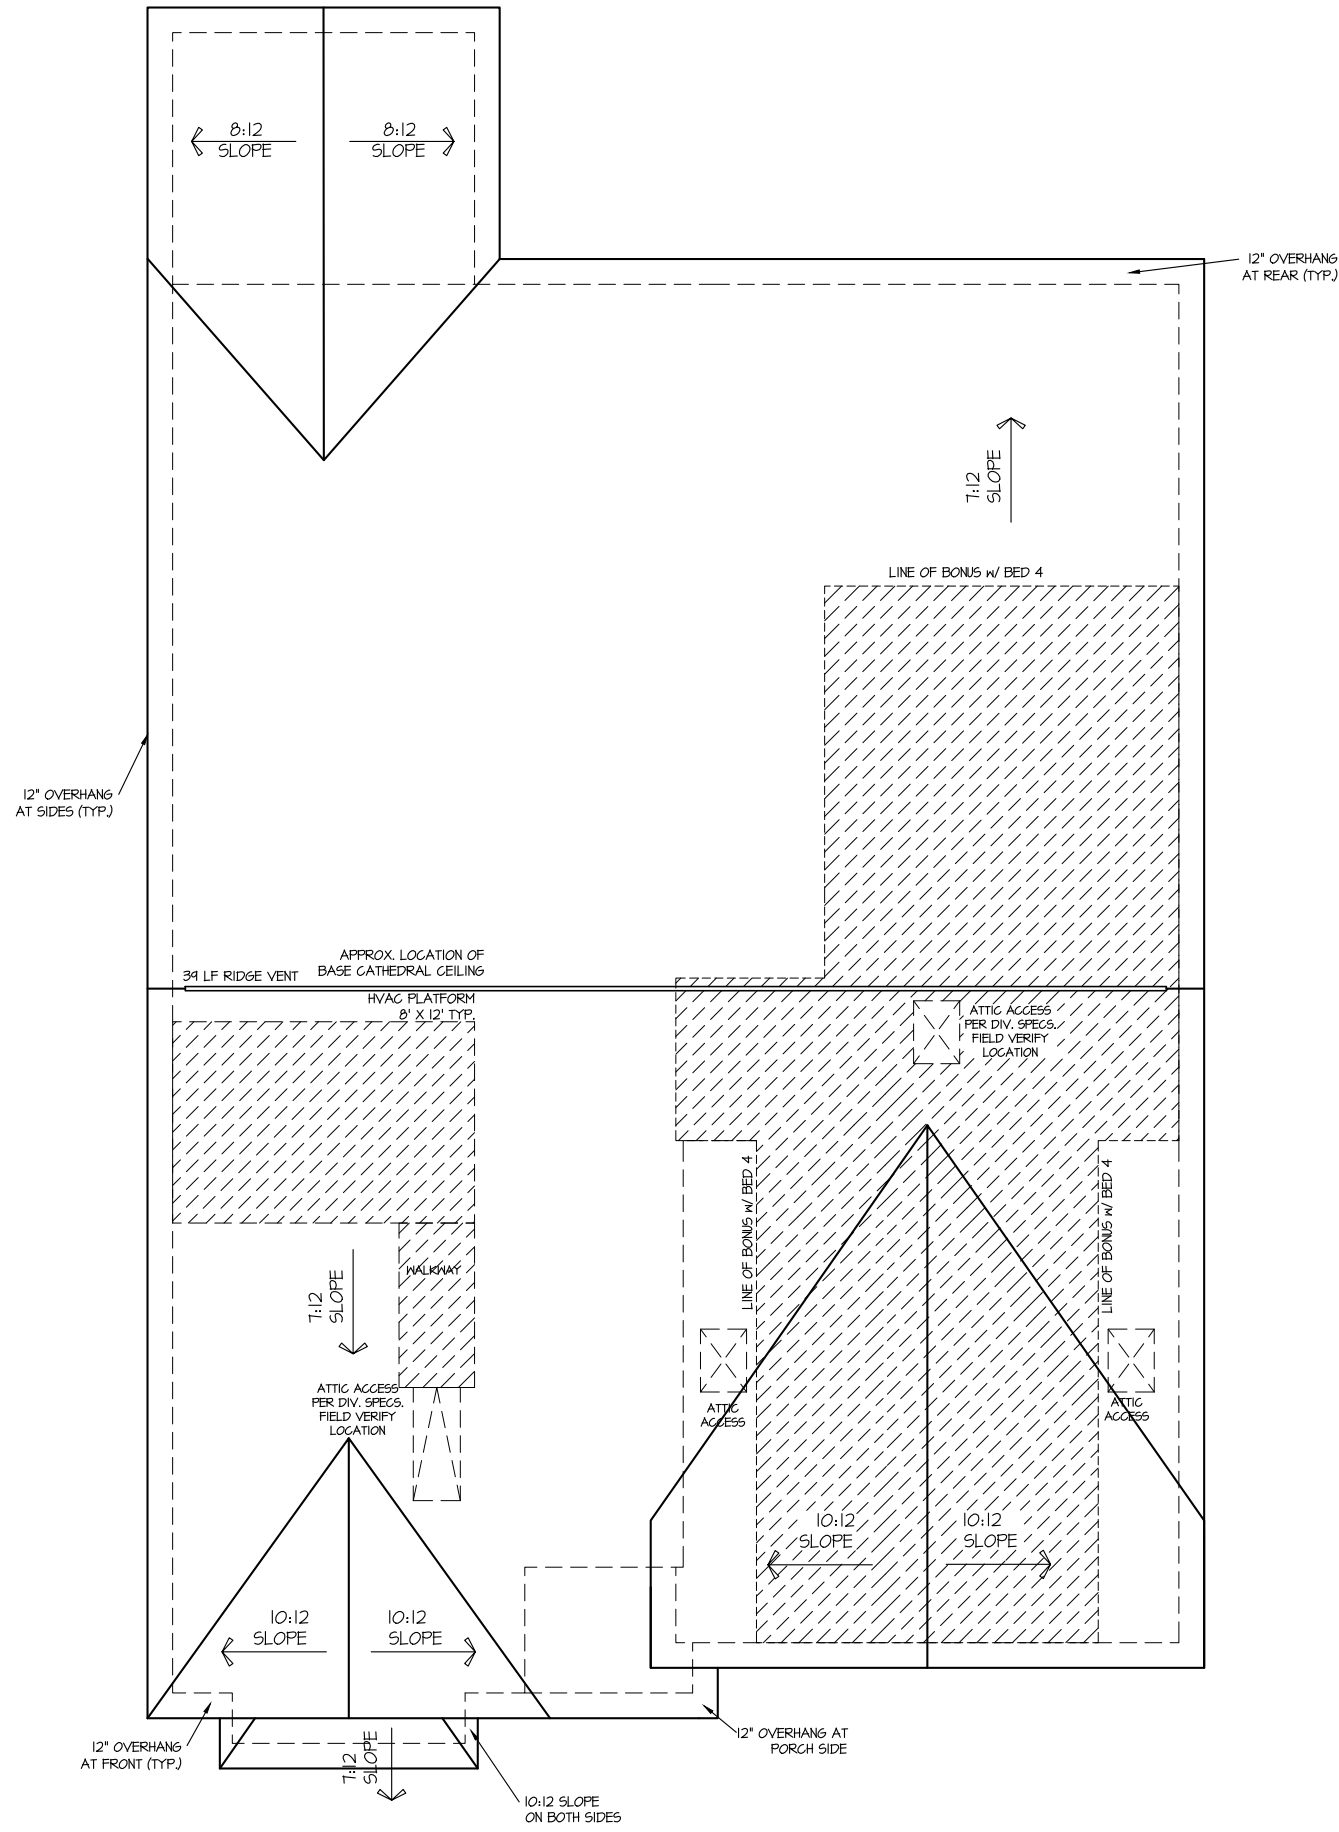 8:12
SLOPE
8:12
SLOPE
12" OVERHANG
AT REAR (TYP.)
7:12
SLOPE
LINE OF BONUS w/ BED 4
12" OVERHANG
AT SIDES (TYP.)
APPROX. LOCATION OF
BASE CATHEDRAL CEILING
39 LF RIDGE VENT
HVAC PLATFORM
8' X 12' TYP.
ATTIC ACCESS
PER DIV. SPECS.
FIELD VERIFY
LOCATION
LINE OF BONUS w/ BED 4
LINE OF BONUS w/ BED 4
WALKWAY
7:12
SLOPE
ATTIC ACCESS
PER DIV. SPECS.
FIELD VERIFY
LOCATION
ATTIC
ACCESS
ATTIC
ACCESS
10:12
SLOPE
10:12
SLOPE
10:12
SLOPE
10:12
SLOPE
12" OVERHANG
AT FRONT (TYP.)
7:12
SLOPE
12" OVERHANG AT
PORCH SIDE
10:12 SLOPE
ON BOTH SIDES